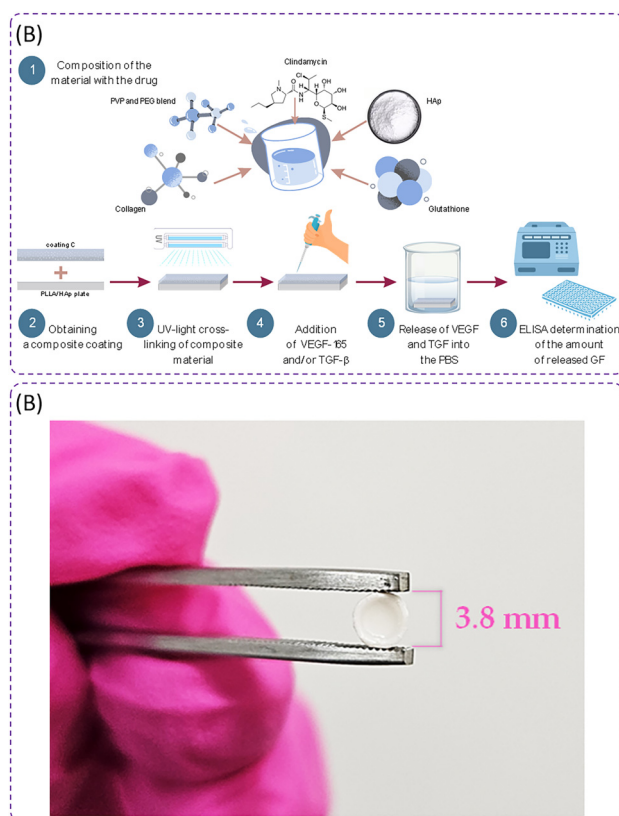 (B)
1
Composition of the
material with the drug
Clindamycin
PVP and PEG blend
HAp
Collagen
Glutathione
coating C
PLLA/HAp plate
UV
2 Obtaining
a composite coating
3 UV-light cross-
linking of composite
material
4 Addition
of VEGF-165
and/or TGF-β
5 Release of VEGF
and TGF into
the PBS
6 ELISA determination
of the amount
of released GF
(B)
3.8 mm